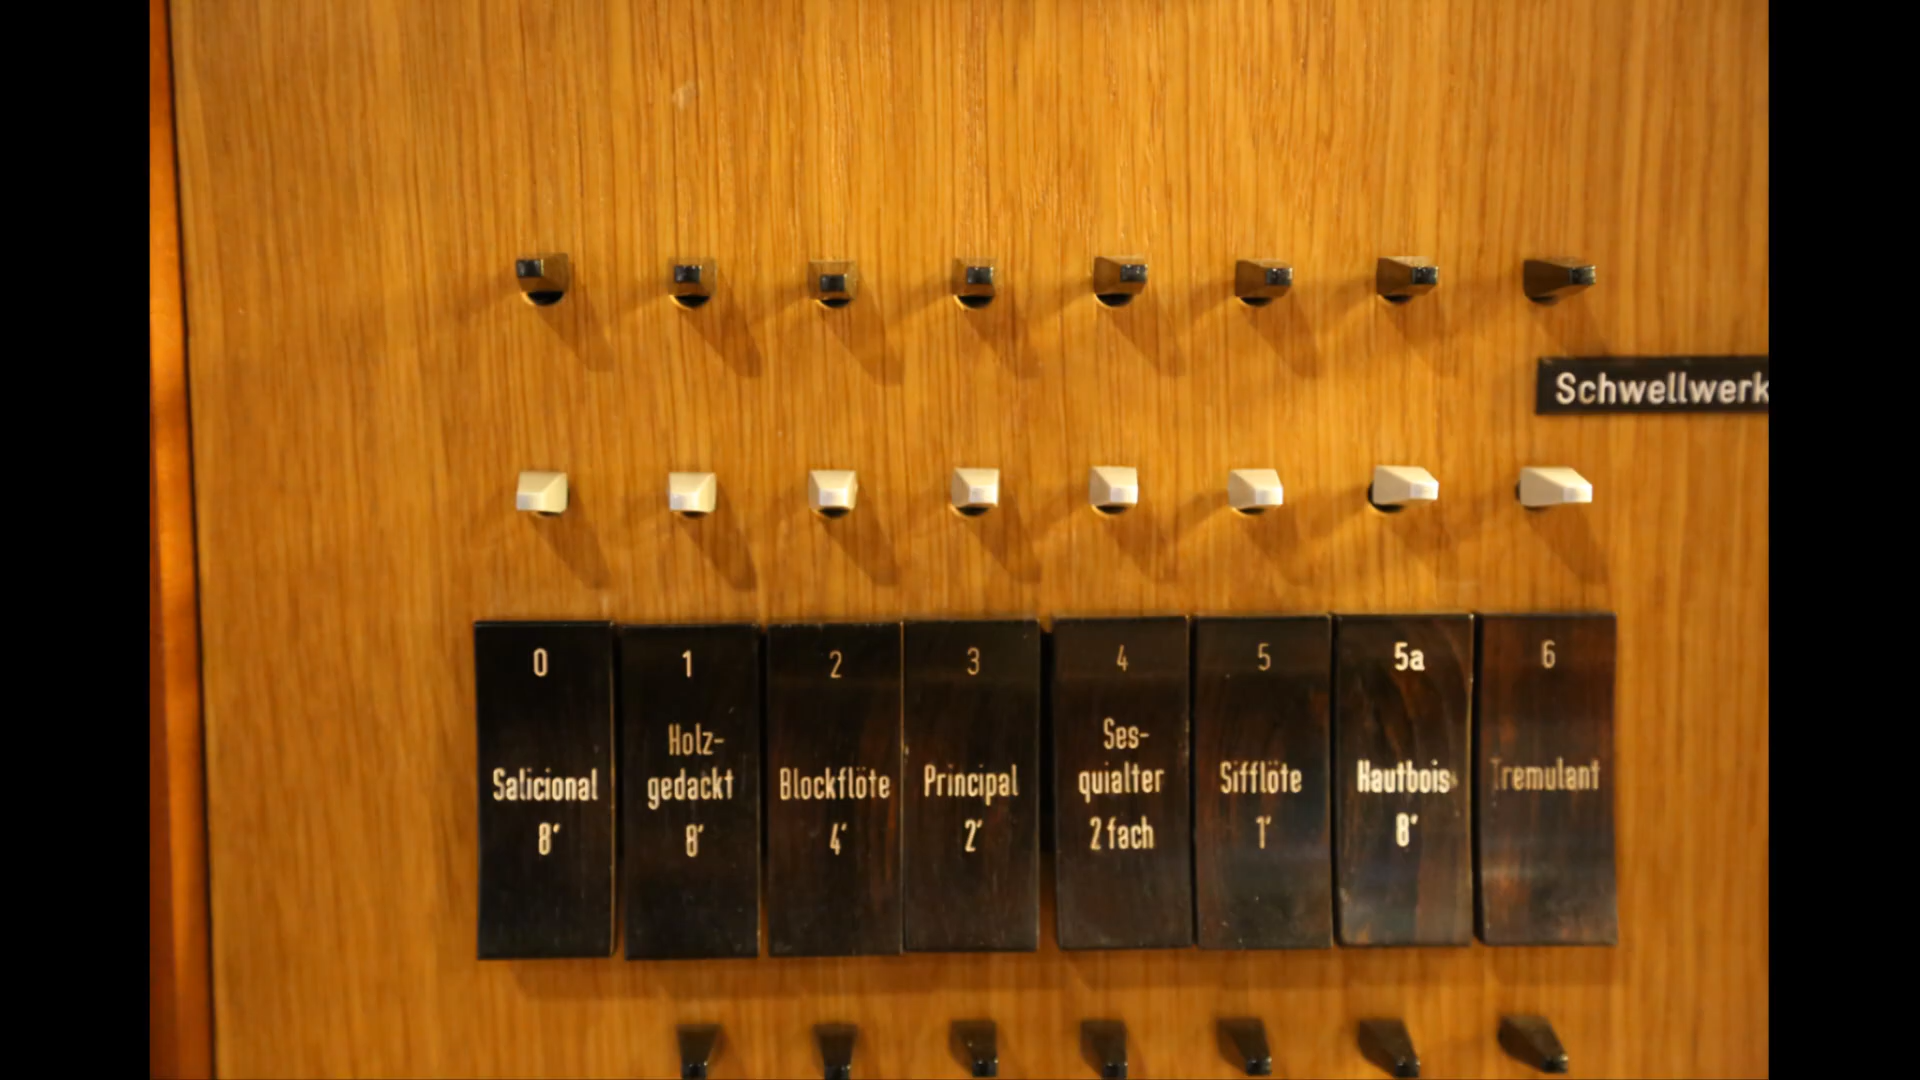 Schwellwerk
0
Salicional
8'
1
Holz-
gedackt
8'
2
Blockflöte
4'
3
Principal
2'
4
Ses-
quialter
2 fach
5
Sifflöte
1'
5a
Hautbois
8'
6
Tremulant